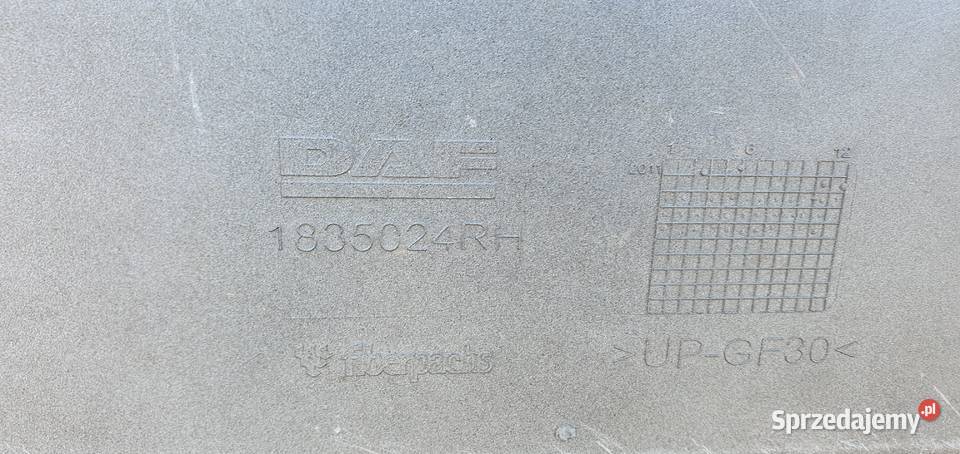 DAF
1835024RH
1 6 12
2011
fiberpachs
>UP-GF30<
Sprzedajemy.pl